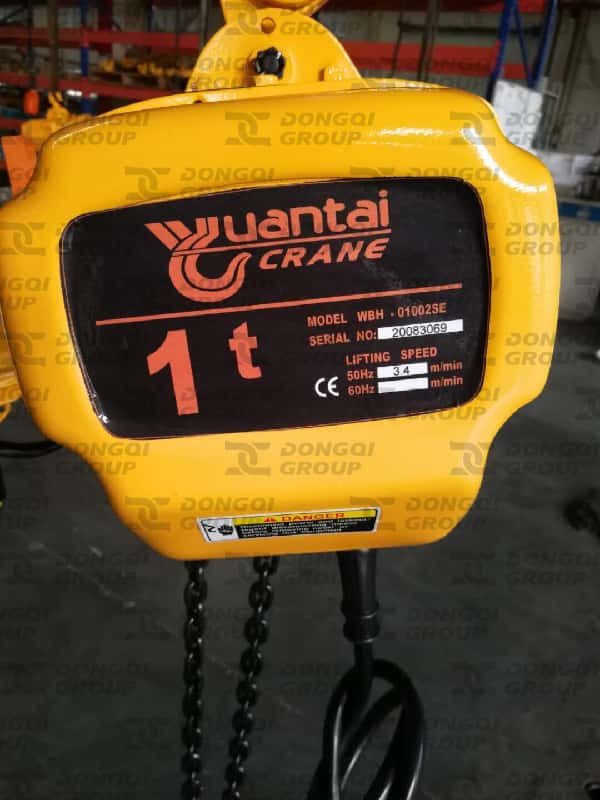 Yuantai
CRANE
1t
MODEL WBH - 01002SE
SERIAL NO: 20083069
LIFTING SPEED
50Hz 3.4 m/min
60Hz m/min
CE
DANGER
DONGQI
GROUP